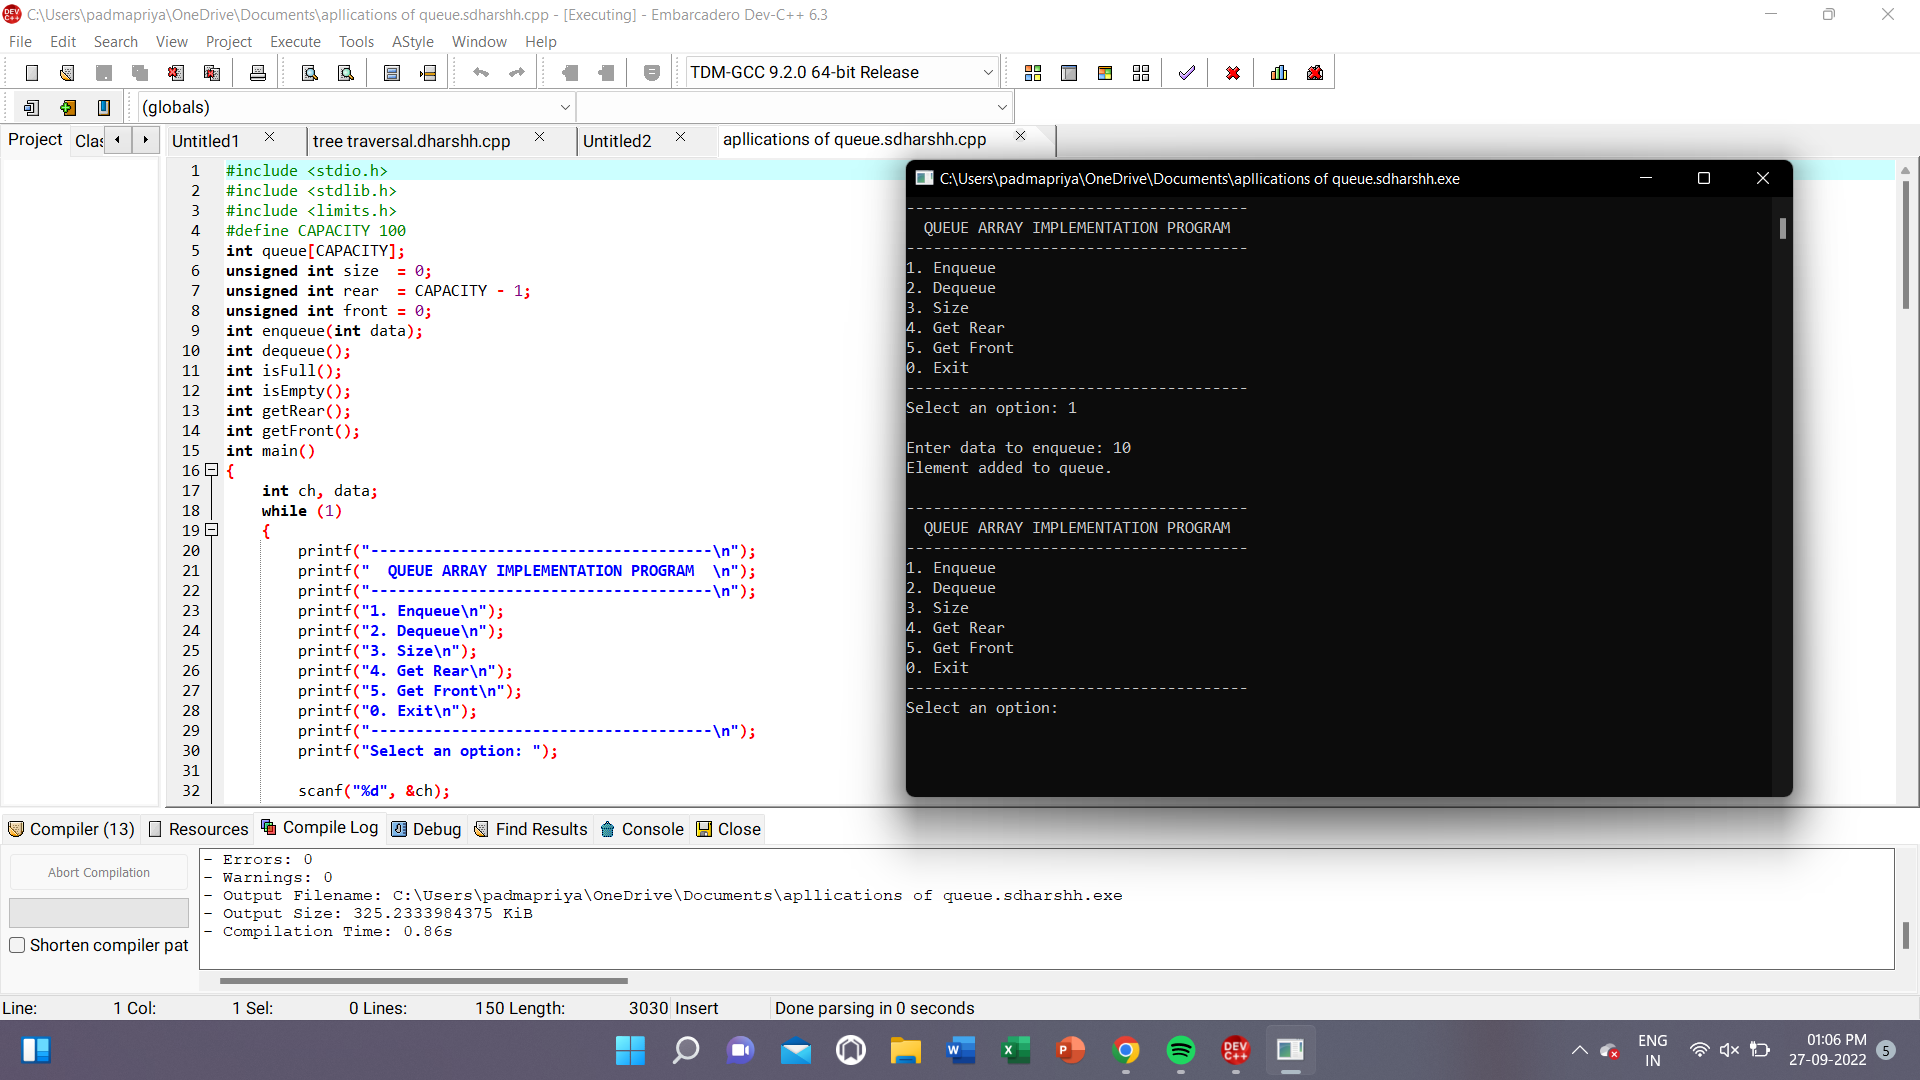 C:\Users\padmapriya\OneDrive\Documents\apllications of queue.sdharshh.cpp - [Executing] - Embarcadero Dev-C++ 6.3
File Edit Search View Project Execute Tools AStyle Window Help
TDM-GCC 9.2.0 64-bit Release
(globals)
Project Clas Untitled1 tree traversal.dharshh.cpp Untitled2 apllications of queue.sdharshh.cpp
1 #include <stdio.h>
2 #include <stdlib.h>
3 #include <limits.h>
4 #define CAPACITY 100
5 int queue[CAPACITY];
6 unsigned int size  = 0;
7 unsigned int rear  = CAPACITY - 1;
8 unsigned int front = 0;
9 int enqueue(int data);
10 int dequeue();
11 int isFull();
12 int isEmpty();
13 int getRear();
14 int getFront();
15 int main()
16 {
17     int ch, data;
18     while (1)
19     {
20         printf("--------------------------------------\n");
21         printf("  QUEUE ARRAY IMPLEMENTATION PROGRAM  \n");
22         printf("--------------------------------------\n");
23         printf("1. Enqueue\n");
24         printf("2. Dequeue\n");
25         printf("3. Size\n");
26         printf("4. Get Rear\n");
27         printf("5. Get Front\n");
28         printf("0. Exit\n");
29         printf("--------------------------------------\n");
30         printf("Select an option: ");
31
32         scanf("%d", &ch);
C:\Users\padmapriya\OneDrive\Documents\apllications of queue.sdharshh.exe
--------------------------------------
  QUEUE ARRAY IMPLEMENTATION PROGRAM
--------------------------------------
1. Enqueue
2. Dequeue
3. Size
4. Get Rear
5. Get Front
0. Exit
--------------------------------------
Select an option: 1
Enter data to enqueue: 10
Element added to queue.
--------------------------------------
  QUEUE ARRAY IMPLEMENTATION PROGRAM
--------------------------------------
1. Enqueue
2. Dequeue
3. Size
4. Get Rear
5. Get Front
0. Exit
--------------------------------------
Select an option:
Compiler (13) Resources Compile Log Debug Find Results Console Close
Abort Compilation
Shorten compiler pat
- Errors: 0
- Warnings: 0
- Output Filename: C:\Users\padmapriya\OneDrive\Documents\apllications of queue.sdharshh.exe
- Output Size: 325.2333984375 KiB
- Compilation Time: 0.86s
Line: 1 Col: 1 Sel: 0 Lines: 150 Length: 3030 Insert Done parsing in 0 seconds
DEV C++
ENG
IN
01:06 PM
27-09-2022
5